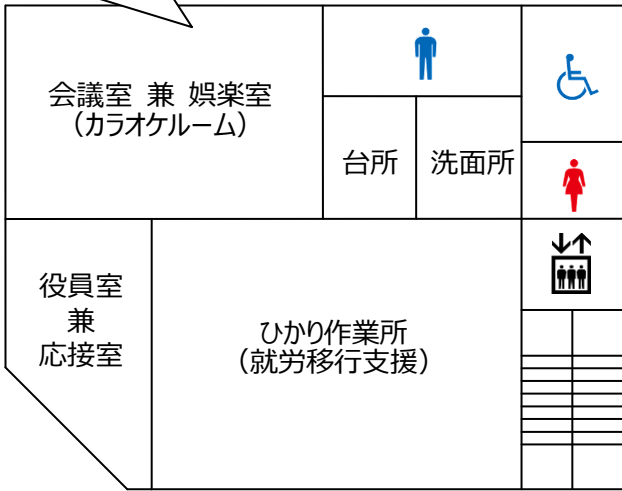 会議室 兼 娯楽室
（カラオケルーム）
台所
洗面所
役員室
兼
応接室
ひかり作業所
（就労移行支援）